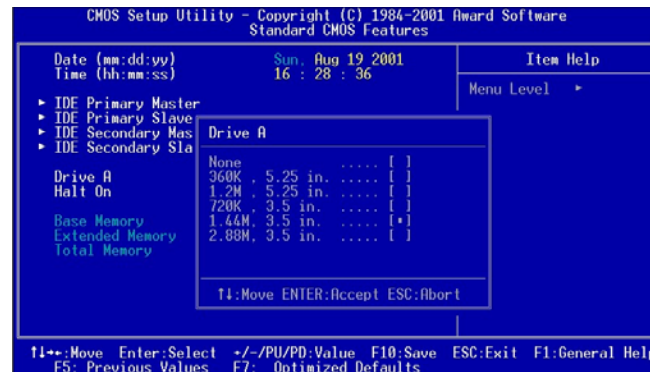 CMOS Setup Utility - Copyright (C) 1984-2001 Award Software
Standard CMOS Features
Date (mm:dd:yy) Sun, Aug 19 2001
Time (hh:mm:ss) 16 : 28 : 36
Item Help
Menu Level ►
► IDE Primary Master
► IDE Primary Slave
► IDE Secondary Mas
► IDE Secondary Sla
Drive A
Halt On
Base Memory
Extended Memory
Total Memory
Drive A
None ..... [ ]
360K , 5.25 in. ..... [ ]
1.2M , 5.25 in. ..... [ ]
720K , 3.5 in. ..... [ ]
1.44M, 3.5 in. ..... [▪]
2.88M, 3.5 in. ..... [ ]
↑↓:Move ENTER:Accept ESC:Abort
↑↓→←:Move Enter:Select +/-/PU/PD:Value F10:Save ESC:Exit F1:General Hel
F5: Previous Values F7: Optimized Defaults